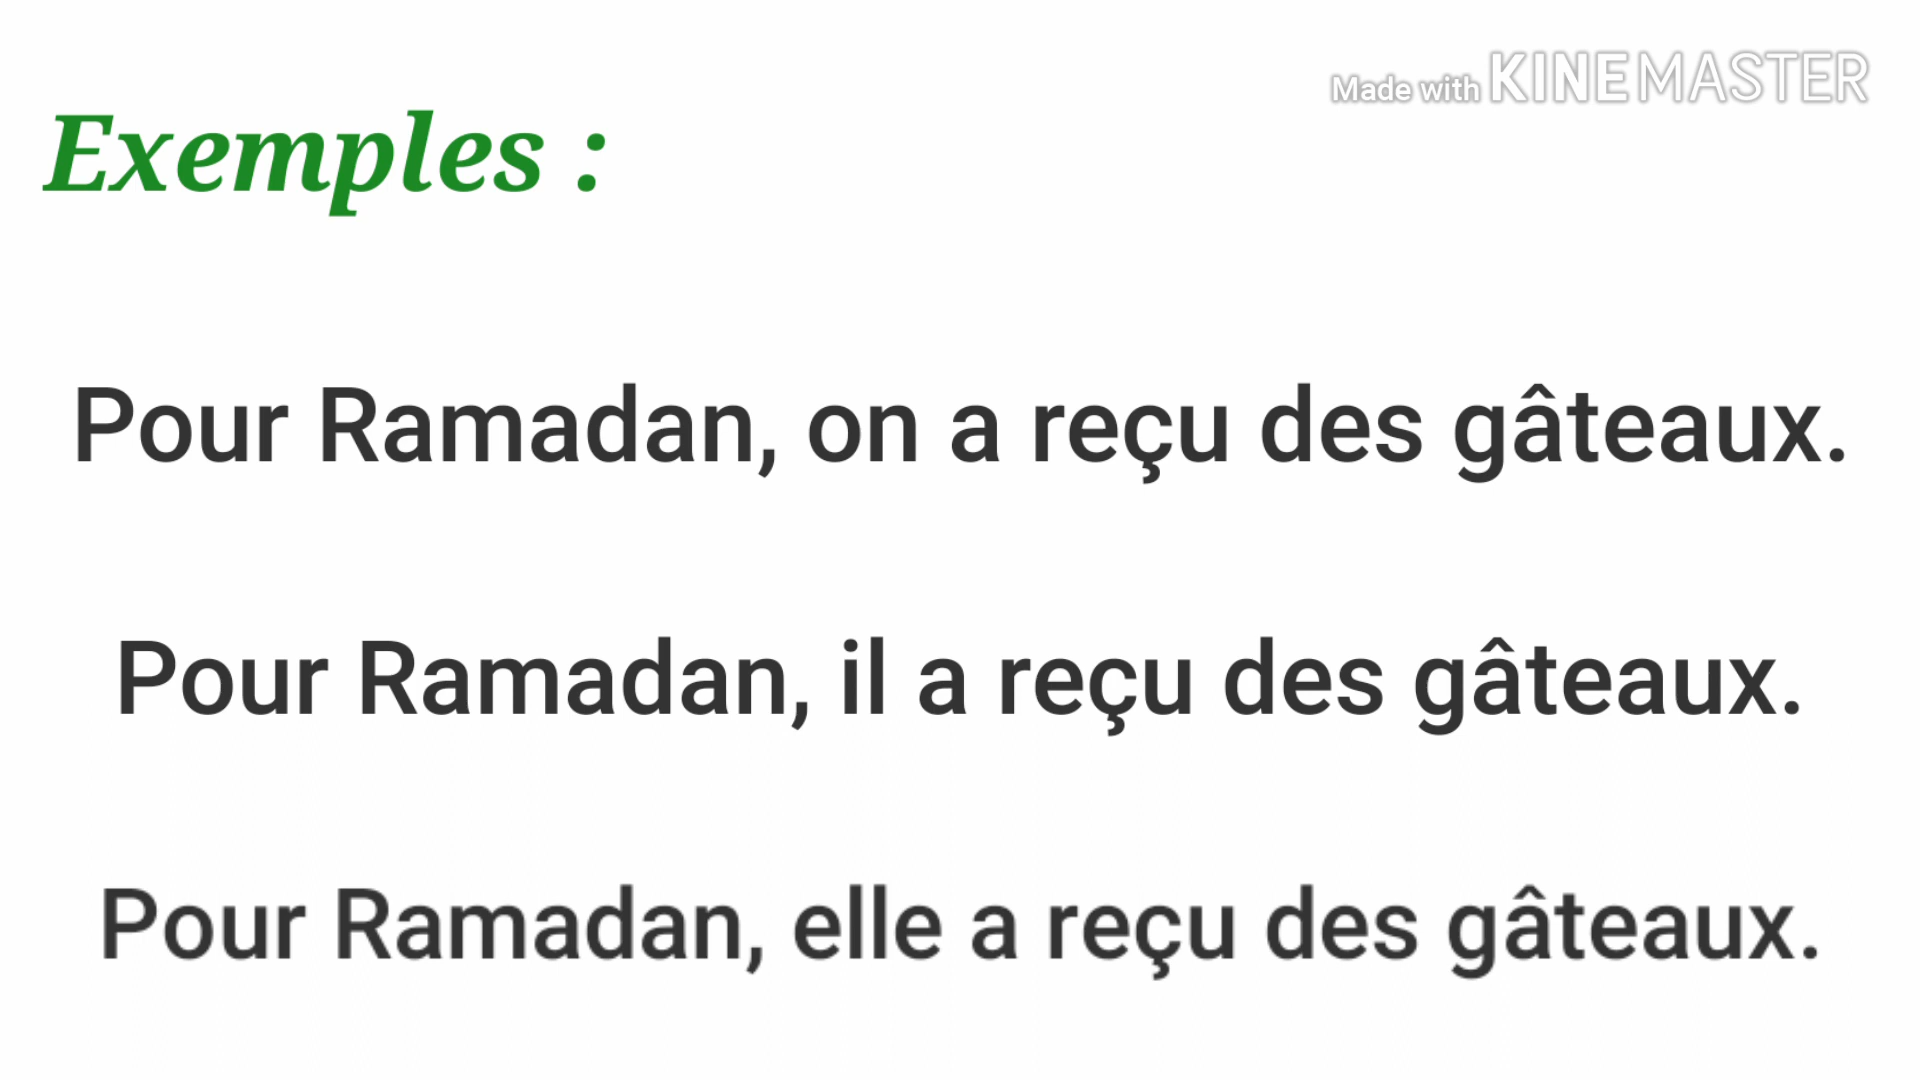 Made with KINEMASTER
Exemples :
Pour Ramadan, on a reçu des gâteaux.
Pour Ramadan, il a reçu des gâteaux.
Pour Ramadan, elle a reçu des gâteaux.